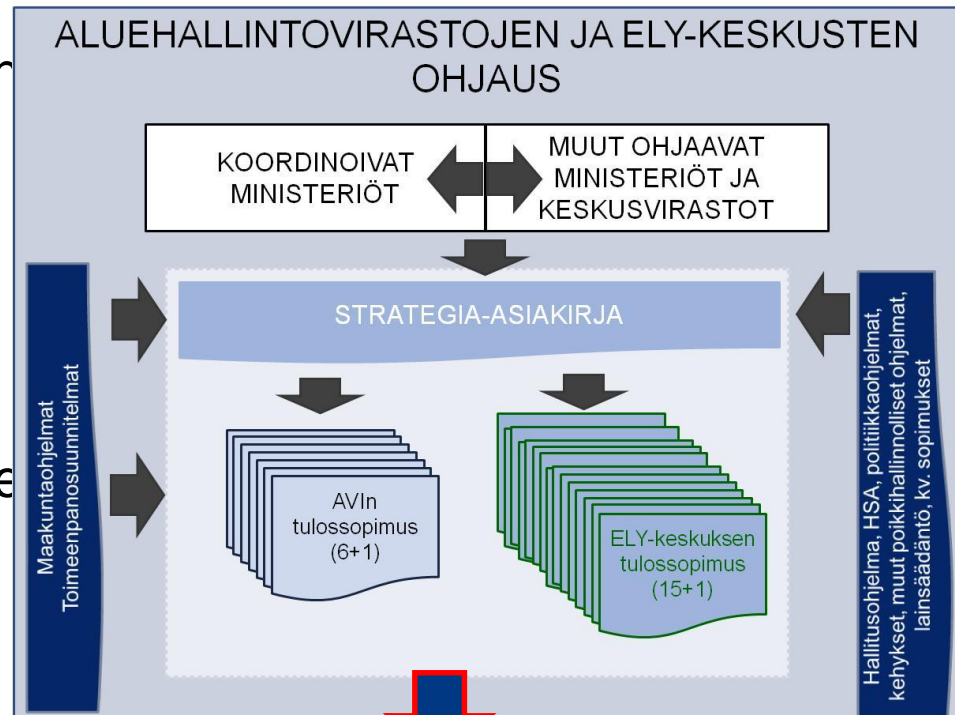 ALUEHALLINTOVIRASTOJEN JA ELY-KESKUSTEN
OHJAUS
KOORDINOIVAT
MINISTERIÖT
MUUT OHJAAVAT
MINISTERIÖT JA
KESKUSVIRASTOT
STRATEGIA-ASIAKIRJA
Maakuntaohjelmat
Toimeenpanosuunnitelmat
AVIn
tulossopimus
(6+1)
ELY-keskuksen
tulossopimus
(15+1)
Hallitusohjelma, HSA, politiikkaohjelmat,
kehykset, muut poikkihallinnolliset ohjelmat,
lainsäädäntö, kv. sopimukset